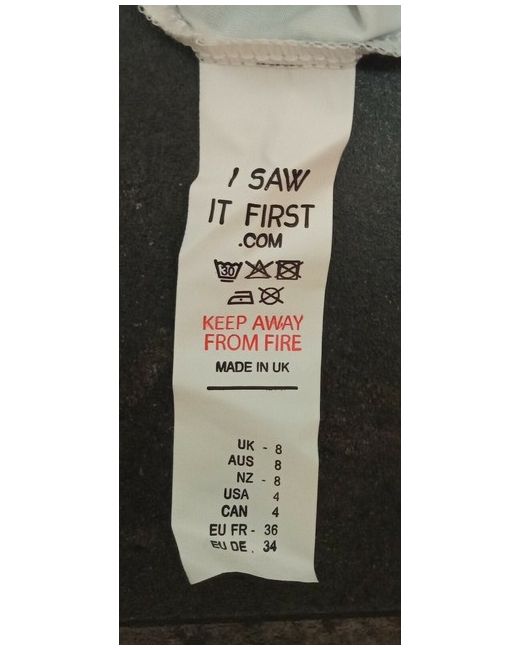 I SAW
IT FIRST
.COM
30
KEEP AWAY
FROM FIRE
MADE IN UK
UK - 8
AUS 8
NZ - 8
USA 4
CAN 4
EU FR - 36
EU DE . 34